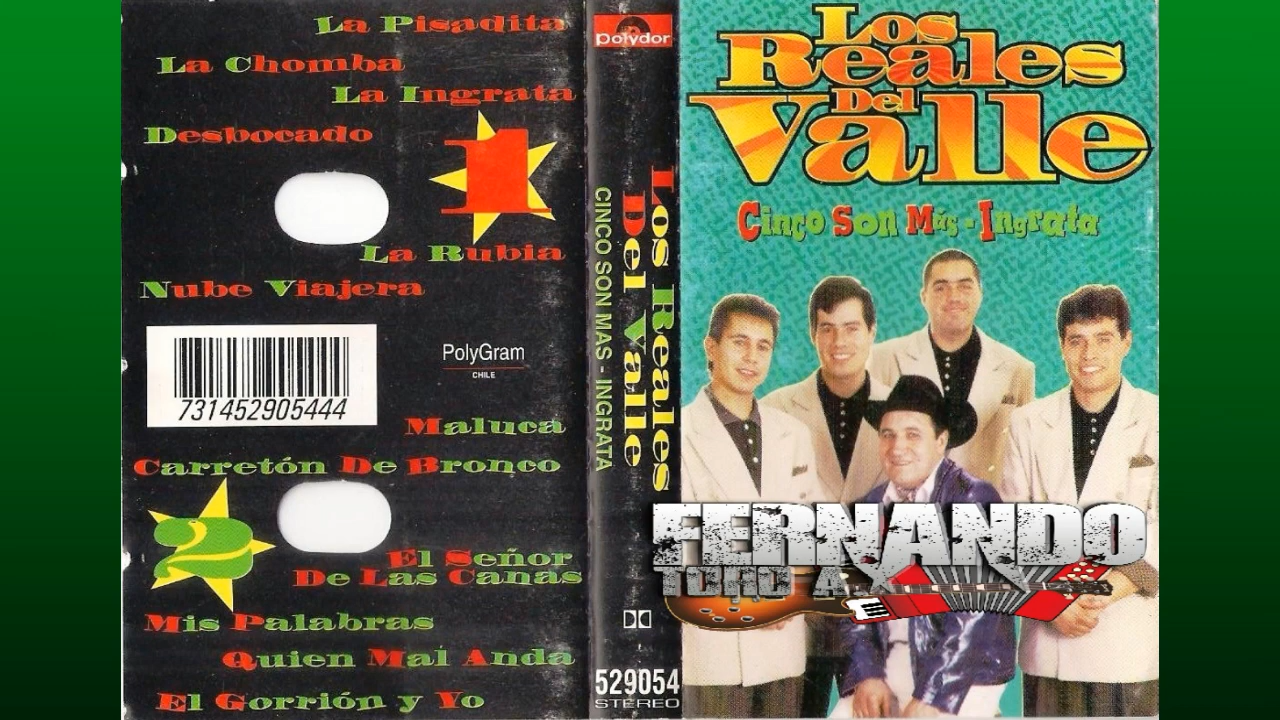 La Pisadita
La Chomba
La Ingrata
Desbocado
1
La Rubia
Nube Viajera
731452905444
PolyGram
CHILE
Maluca
Carretón De Bronco
2
El Señor
De Las Canas
Mis Palabras
Quien Mal Anda
El Gorrión y Yo
polydor
Los Reales
Del Valle
CINCO SON MAS - INGRATA
529054
STEREO
Los
Reales
Del
Valle
Cinco Son Más - Ingrata
FERNANDO
TORO A